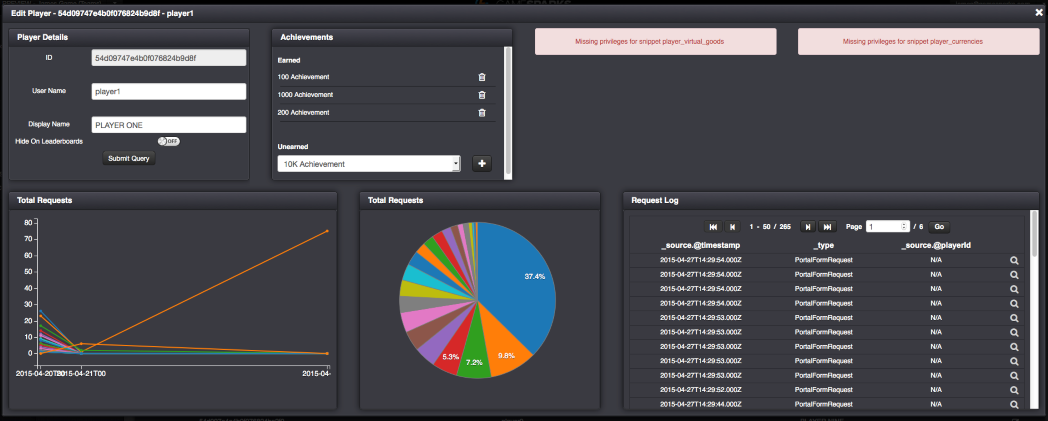 Edit Player - 54d09747e4b0f076824b9d8f - player1
Player Details
ID
54d09747e4b0f076824b9d8f
User Name
player1
Display Name
PLAYER ONE
Hide On Leaderboards
OFF
Submit Query
Achievements
Earned
100 Achievement
1000 Achievement
200 Achievement
Unearned
10K Achievement
Missing privileges for snippet player_virtual_goods
Missing privileges for snippet player_currencies
Total Requests
80
70
60
50
40
30
20
10
0
2015-04-21T00
2015-04-
Total Requests
37.4%
9.8%
7.2%
5.3%
Request Log
1 - 50 / 265
Page 1 / 6 Go
_source.@timestamp _type _source.@playerId
2015-04-27T14:29:54.000Z PortalFormRequest N/A
2015-04-27T14:29:54.000Z PortalFormRequest N/A
2015-04-27T14:29:54.000Z PortalFormRequest N/A
2015-04-27T14:29:54.000Z PortalFormRequest N/A
2015-04-27T14:29:53.000Z PortalFormRequest N/A
2015-04-27T14:29:53.000Z PortalFormRequest N/A
2015-04-27T14:29:53.000Z PortalFormRequest N/A
2015-04-27T14:29:53.000Z PortalFormRequest N/A
2015-04-27T14:29:53.000Z PortalFormRequest N/A
2015-04-27T14:29:52.000Z PortalFormRequest N/A
2015-04-27T14:29:44.000Z PortalFormRequest N/A